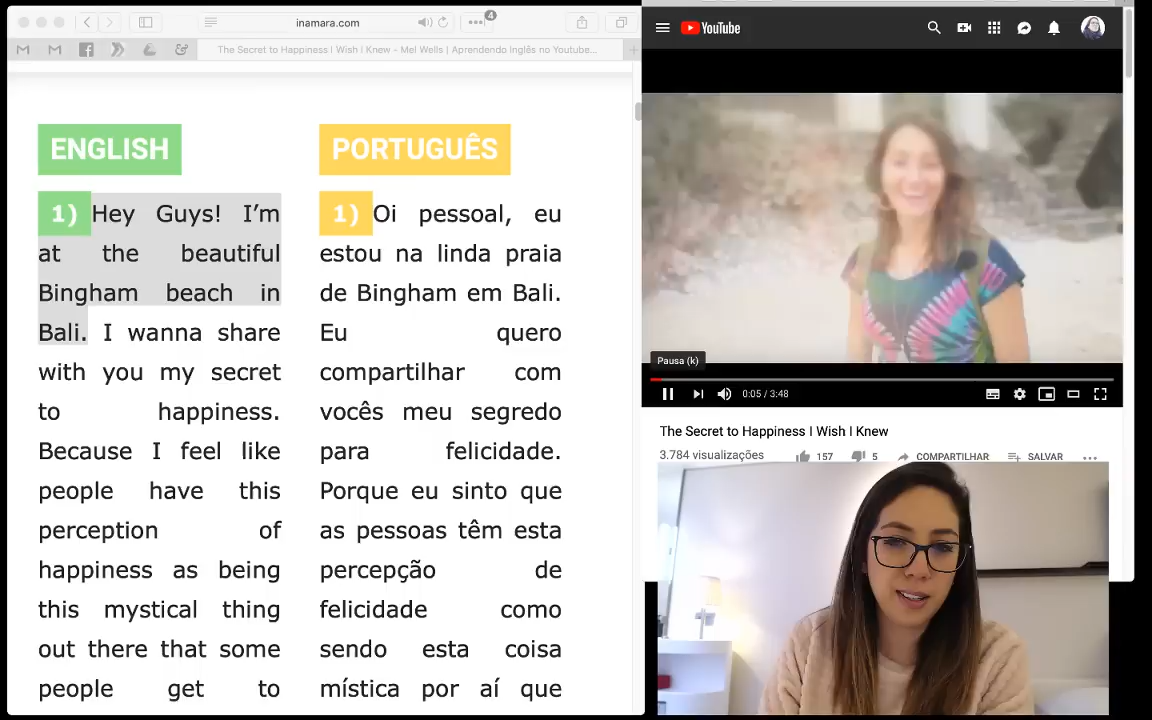 inamara.com
4
The Secret to Happiness I Wish I Knew - Mel Wells | Aprendendo Inglês no Youtube...
ENGLISH
1) Hey Guys! I'm
at the beautiful
Bingham beach in
Bali. I wanna share
with you my secret
to happiness.
Because I feel like
people have this
perception of
happiness as being
this mystical thing
out there that some
people get to
PORTUGUÊS
1) Oi pessoal, eu
estou na linda praia
de Bingham em Bali.
Eu quero
compartilhar com
vocês meu segredo
para felicidade.
Porque eu sinto que
as pessoas têm esta
percepção de
felicidade como
sendo esta coisa
mística por aí que
YouTube
Pausa (k)
0:05 / 3:48
The Secret to Happiness I Wish I Knew
3.784 visualizações
157
5
COMPARTILHAR
SALVAR